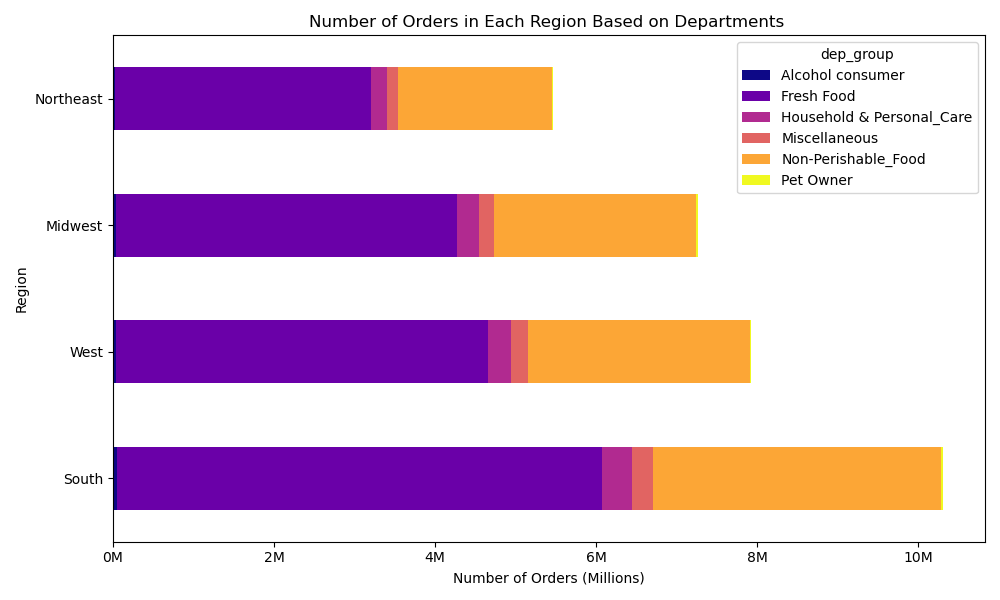 Number of Orders in Each Region Based on Departments
dep_group
Alcohol consumer
Fresh Food
Household & Personal_Care
Miscellaneous
Non-Perishable_Food
Pet Owner
Region
Northeast
Midwest
West
South
0M 2M 4M 6M 8M 10M
Number of Orders (Millions)